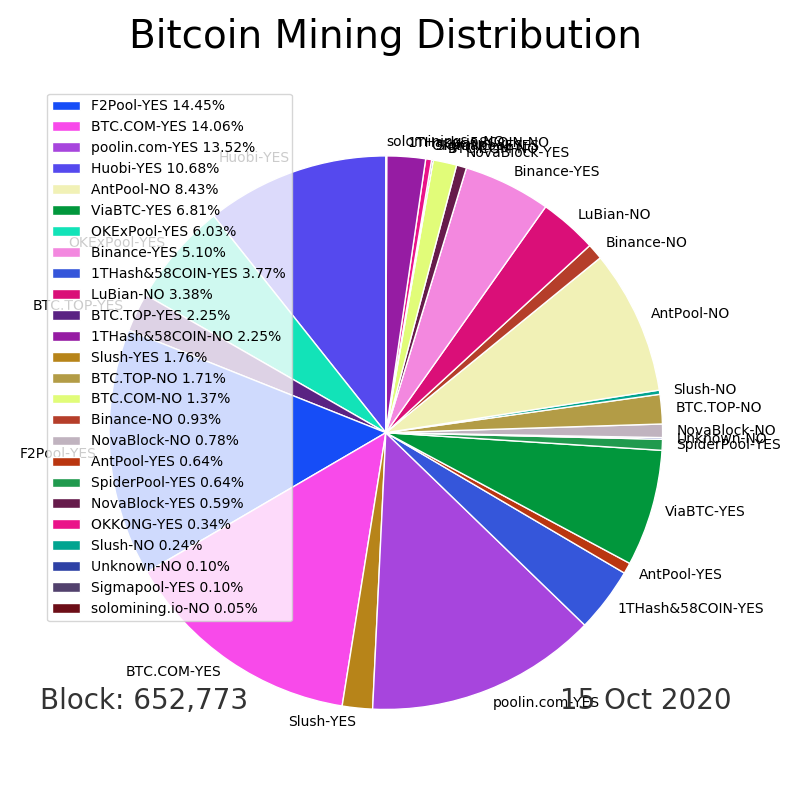 Bitcoin Mining Distribution
F2Pool-YES 14.45%
BTC.COM-YES 14.06%
poolin.com-YES 13.52%
Huobi-YES 10.68%
AntPool-NO 8.43%
ViaBTC-YES 6.81%
OKExPool-YES 6.03%
Binance-YES 5.10%
1THash&58COIN-YES 3.77%
LuBian-NO 3.38%
BTC.TOP-YES 2.25%
1THash&58COIN-NO 2.25%
Slush-YES 1.76%
BTC.TOP-NO 1.71%
BTC.COM-NO 1.37%
Binance-NO 0.93%
NovaBlock-NO 0.78%
AntPool-YES 0.64%
SpiderPool-YES 0.64%
NovaBlock-YES 0.59%
OKKONG-YES 0.34%
Slush-NO 0.24%
Unknown-NO 0.10%
Sigmapool-YES 0.10%
solomining.io-NO 0.05%
Huobi-YES
OKExPool-YES
BTC.TOP-YES
F2Pool-YES
BTC.COM-YES
Slush-YES
poolin.com-YES
1THash&58COIN-YES
AntPool-YES
ViaBTC-YES
SpiderPool-YES
Unknown-NO
NovaBlock-NO
BTC.TOP-NO
Slush-NO
AntPool-NO
Binance-NO
LuBian-NO
Binance-YES
NovaBlock-YES
Block: 652,773
15 Oct 2020